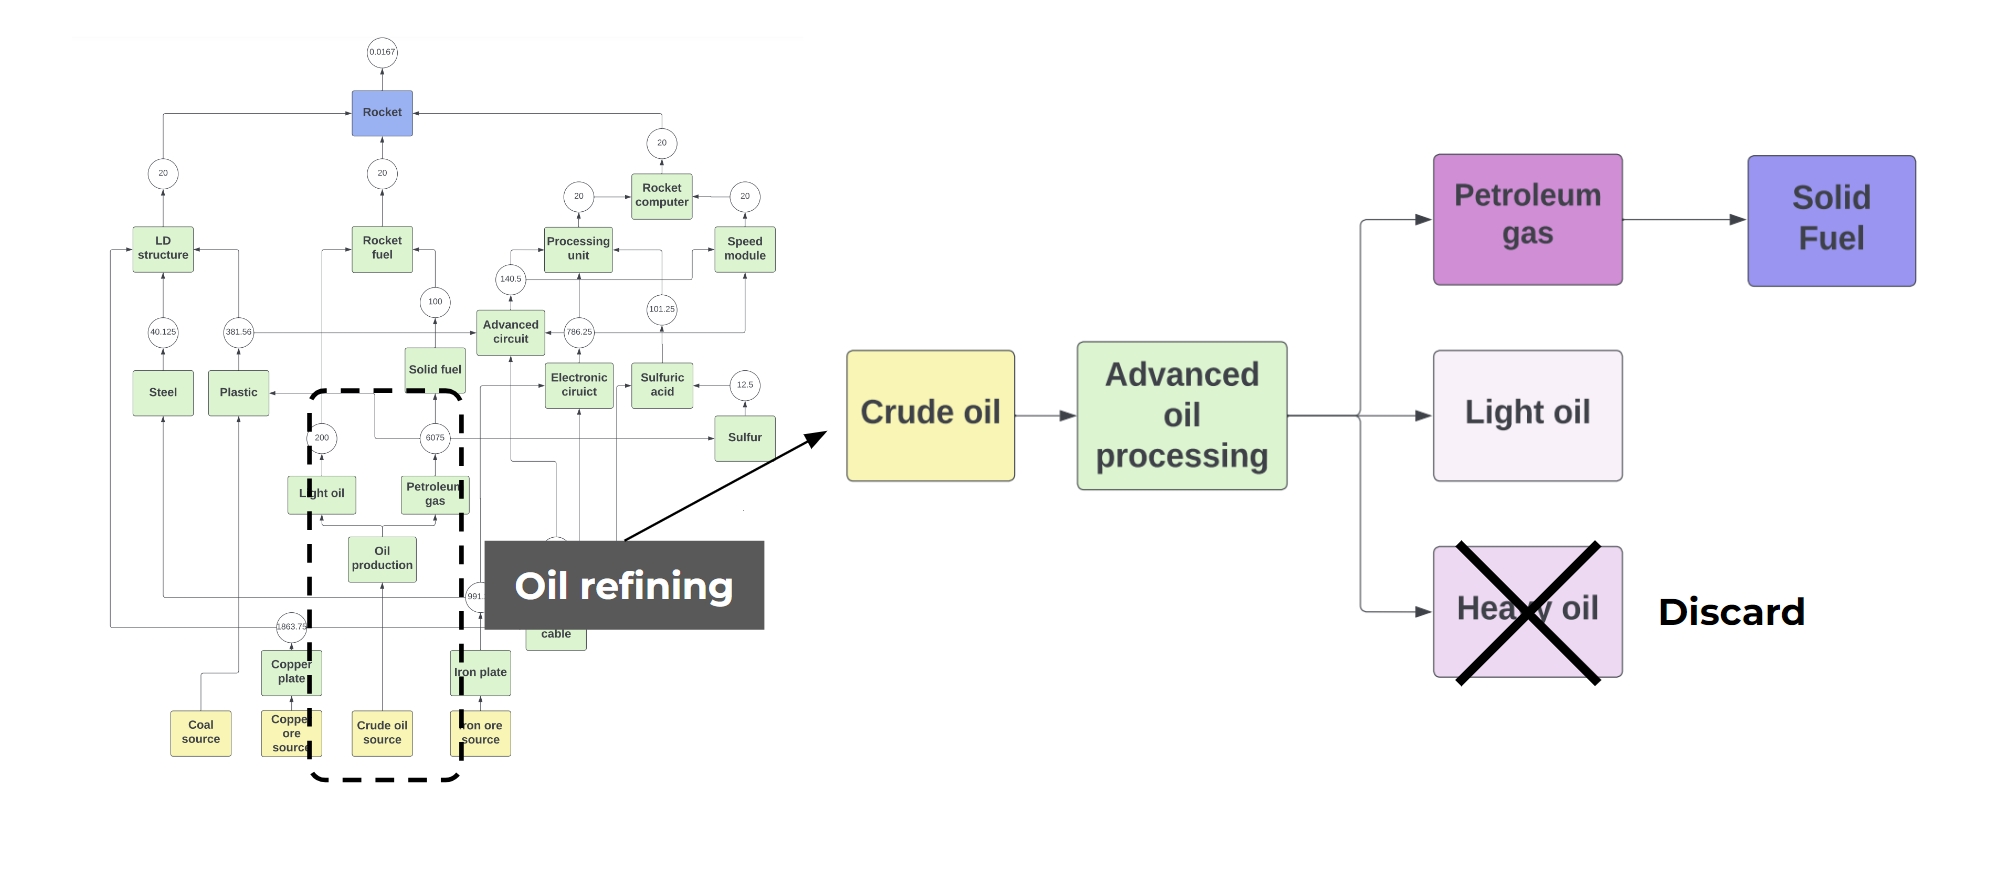 0.0167
Rocket
20
20
20
20
20
Rocket
computer
LD
structure
Rocket
fuel
Processing
unit
Speed
module
140.5
100
101.25
40.125
381.56
Advanced
circuit
786.25
Solid fuel
Steel
Plastic
Electronic
ciruict
Sulfuric
acid
12.5
200
6075
Sulfur
Light oil
Petroleum
gas
Oil
production
991.
Oil refining
1863.75
cable
Copper
plate
Iron plate
Coal
source
Copper
ore
source
Crude oil
source
Iron ore
source
Crude oil
Advanced
oil
processing
Petroleum
gas
Solid
Fuel
Light oil
Heavy oil
Discard